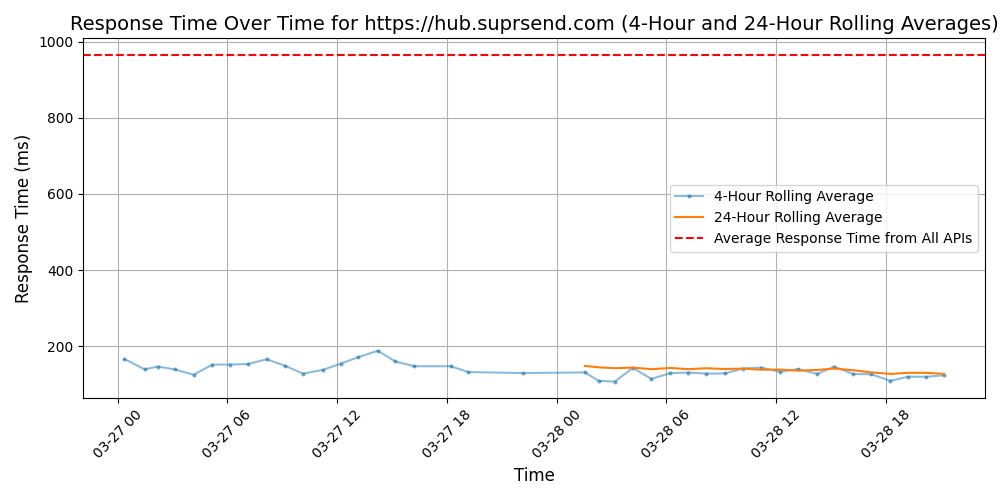 Response Time Over Time for https://hub.suprsend.com (4-Hour and 24-Hour Rolling Averages)
Response Time (ms)
1000
800
600
400
200
4-Hour Rolling Average
24-Hour Rolling Average
Average Response Time from All APIs
03-27 00
03-27 06
03-27 12
03-27 18
03-28 00
03-28 06
03-28 12
03-28 18
Time